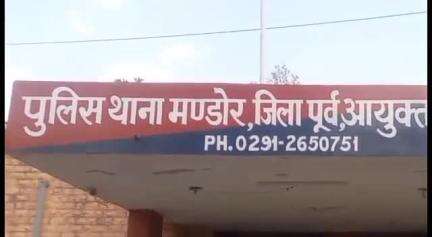 पुलिस थाना मण्डोर, जिला पूर्व, आयुक्त
PH. 0291-2650751